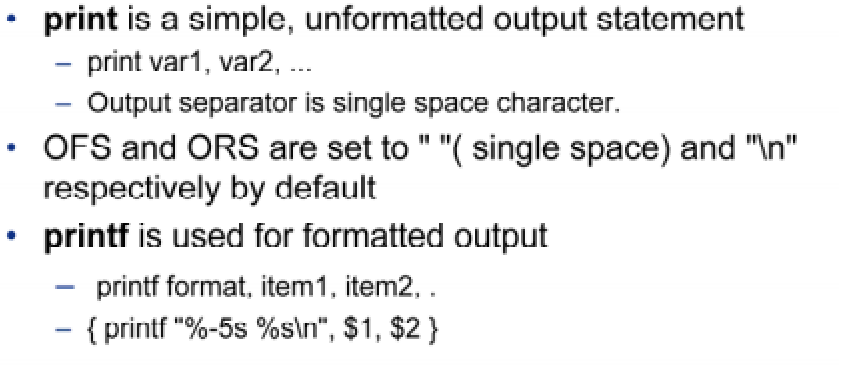 • print is a simple, unformatted output statement
– print var1, var2, ...
– Output separator is single space character.
• OFS and ORS are set to " "( single space) and "\n"
respectively by default
• printf is used for formatted output
– printf format, item1, item2, .
– { printf "%-5s %s\n", $1, $2 }